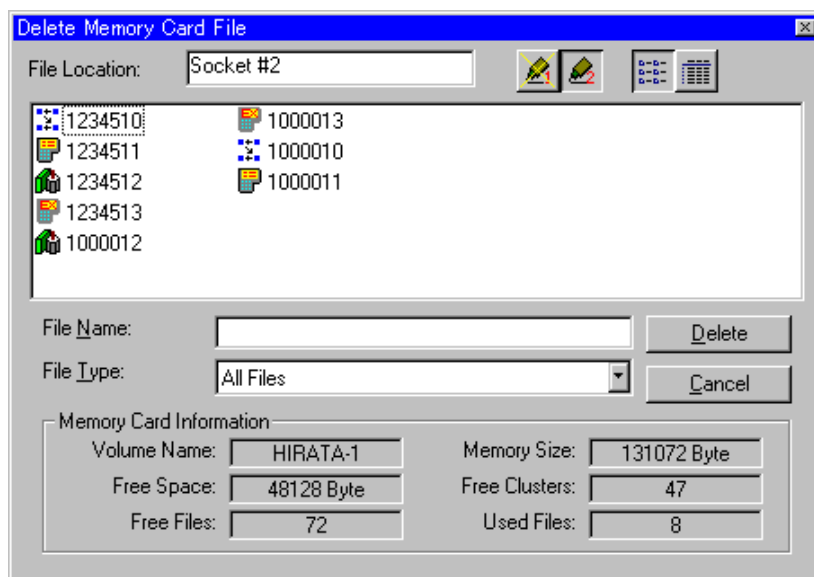 Delete Memory Card File
File Location: Socket #2 1 2
1234510 1000013
1234511 1000010
1234512 1000011
1234513
1000012
File Name: Delete
File Type: All Files Cancel
Memory Card Information
Volume Name: HIRATA-1 Memory Size: 131072 Byte
Free Space: 48128 Byte Free Clusters: 47
Free Files: 72 Used Files: 8